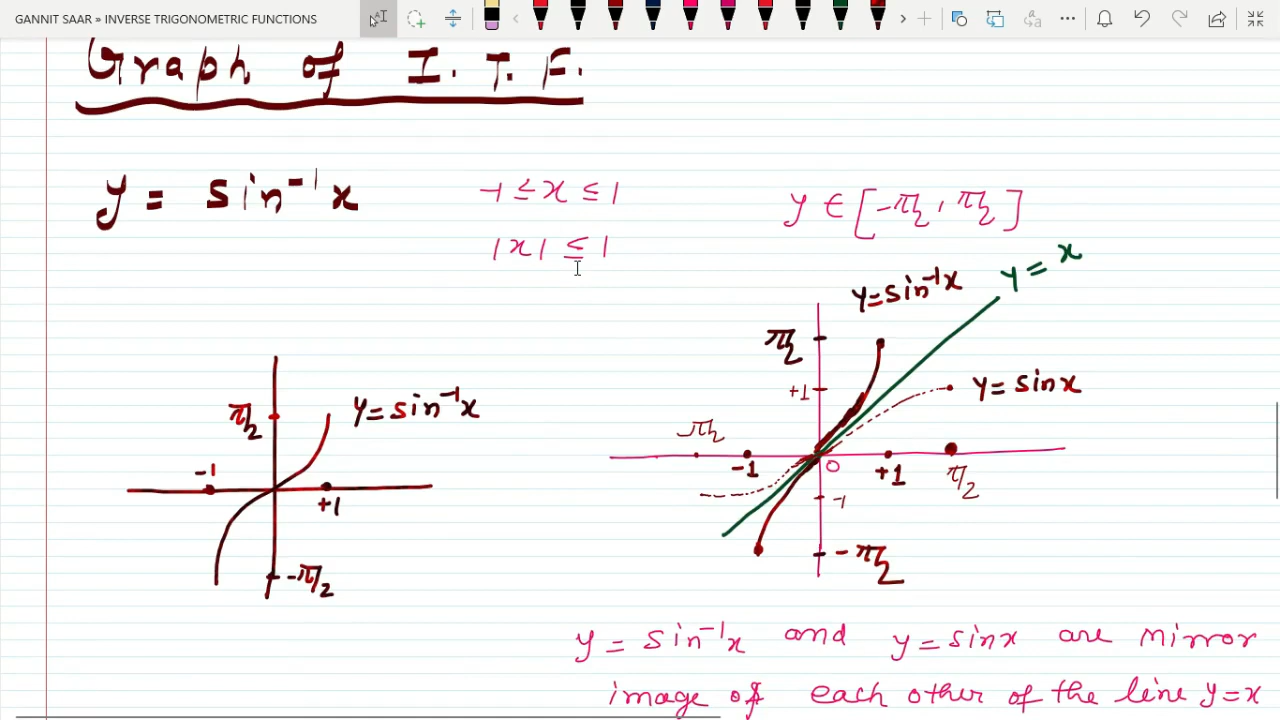 GANNIT SAAR » INVERSE TRIGONOMETRIC FUNCTIONS
Graph of I. T. F.
y = sin⁻¹x
-1 ≤ x ≤ 1
y ∈ [-π/2, π/2]
|x| ≤ 1
y = x
y=sin⁻¹x
π/2
+1
y = sinx
π/2
-1
0
+1
π/2
-1
-π/2
y=sin⁻¹x
π/2
-1
+1
-π/2
y = sin⁻¹x and y = sinx are mirror
image of each other of the line y=x